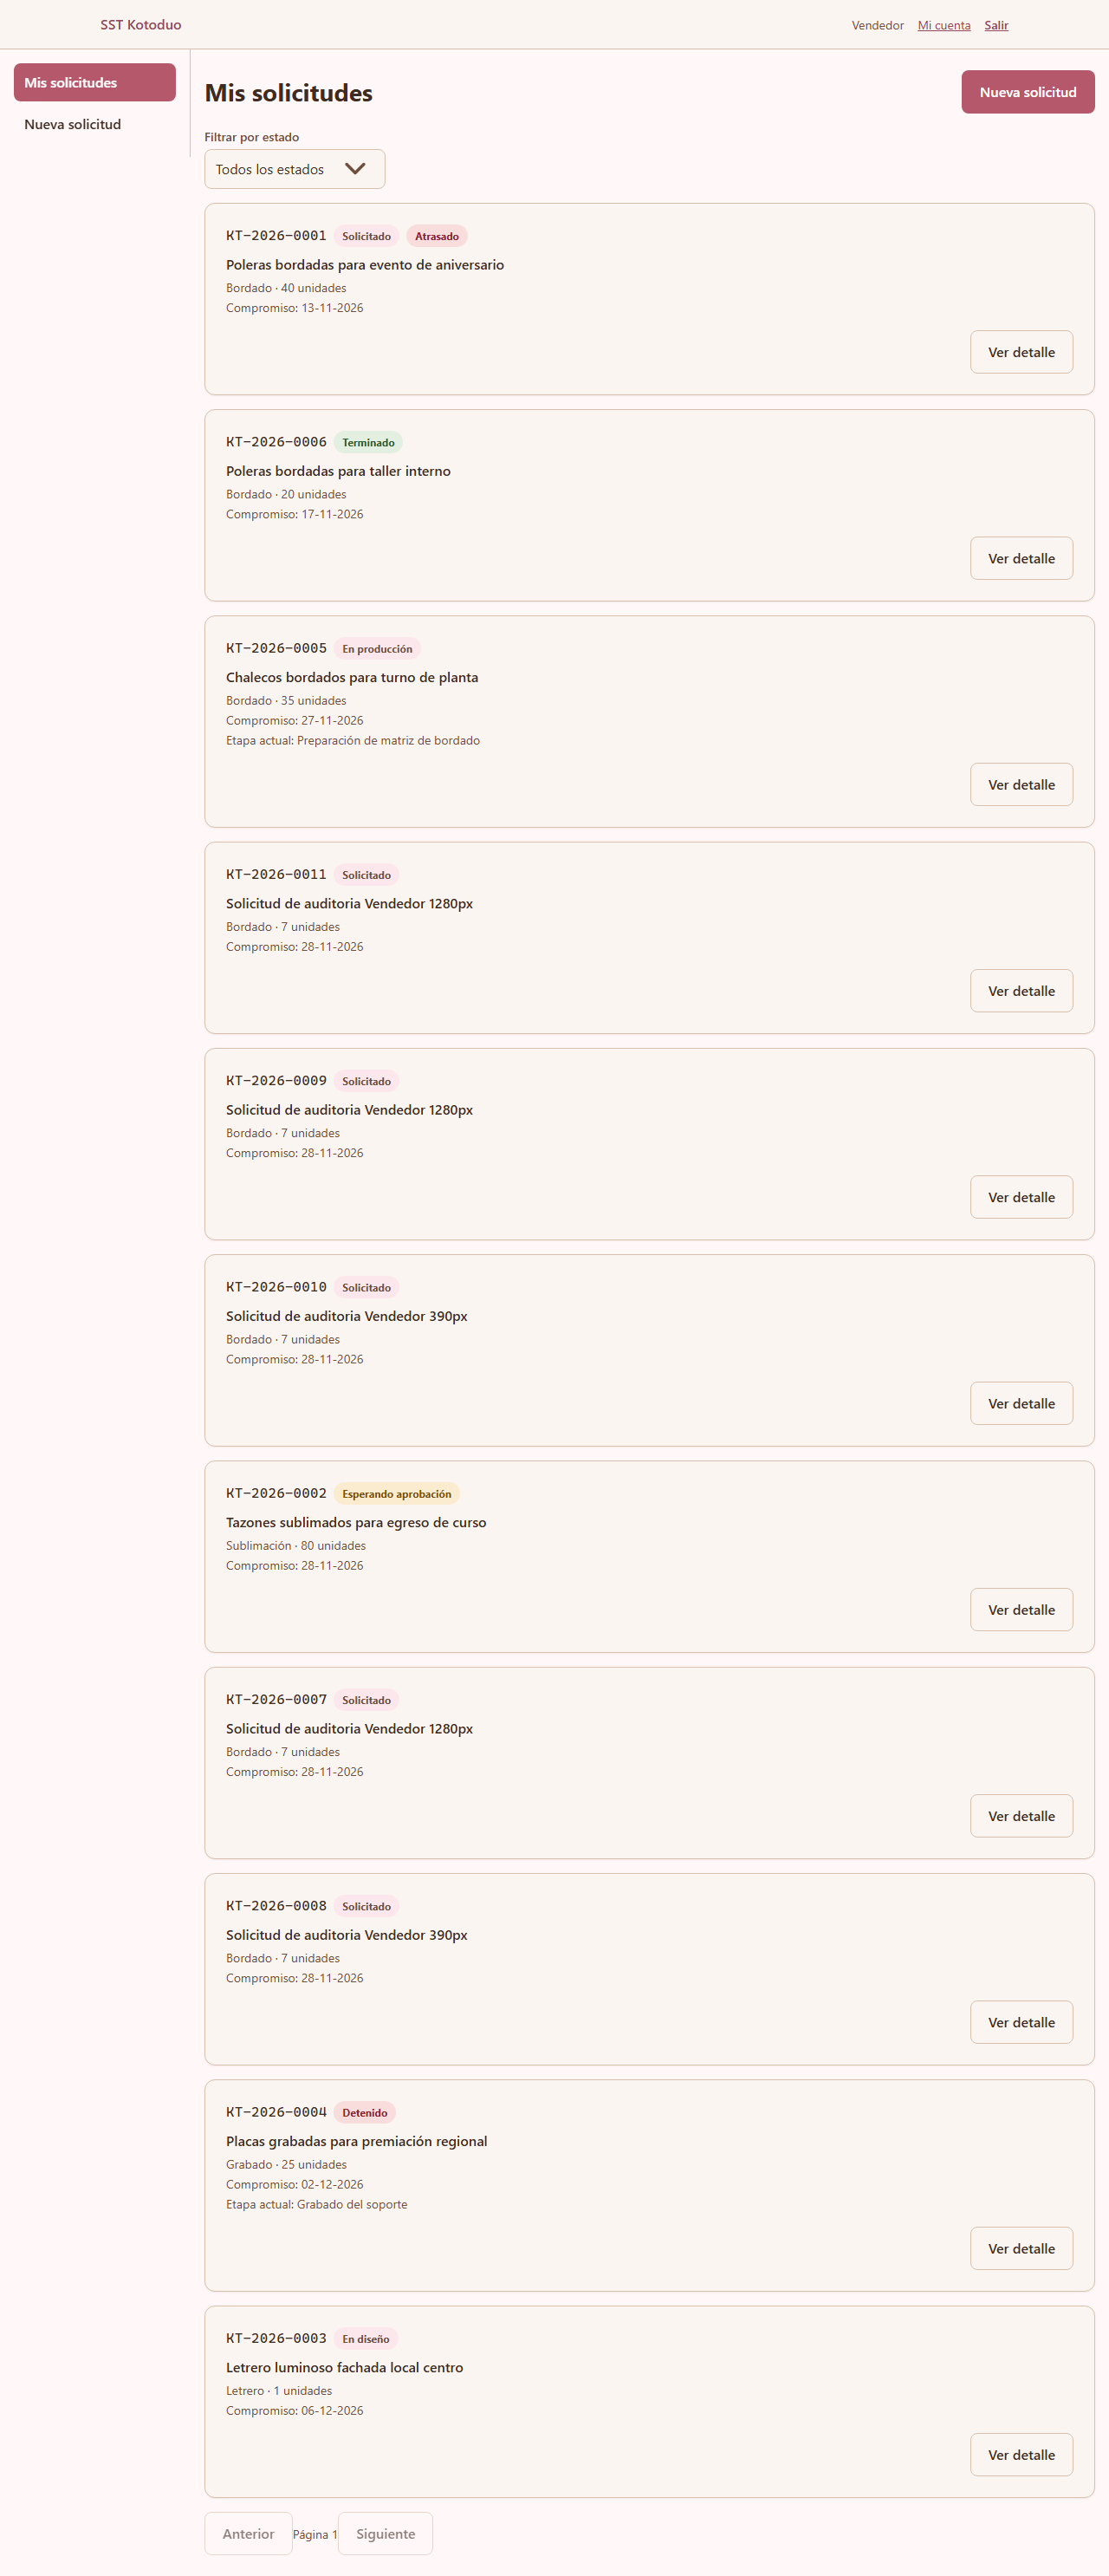 SST Kotoduo
Vendedor Mi cuenta Salir
Mis solicitudes
Nueva solicitud
Mis solicitudes
Nueva solicitud
Filtrar por estado
Todos los estados
KT-2026-0001 Solicitado Atrasado
Poleras bordadas para evento de aniversario
Bordado · 40 unidades
Compromiso: 13-11-2026
Ver detalle
KT-2026-0006 Terminado
Poleras bordadas para taller interno
Bordado · 20 unidades
Compromiso: 17-11-2026
Ver detalle
KT-2026-0005 En producción
Chalecos bordados para turno de planta
Bordado · 35 unidades
Compromiso: 27-11-2026
Etapa actual: Preparación de matriz de bordado
Ver detalle
KT-2026-0011 Solicitado
Solicitud de auditoria Vendedor 1280px
Bordado · 7 unidades
Compromiso: 28-11-2026
Ver detalle
KT-2026-0009 Solicitado
Solicitud de auditoria Vendedor 1280px
Bordado · 7 unidades
Compromiso: 28-11-2026
Ver detalle
KT-2026-0010 Solicitado
Solicitud de auditoria Vendedor 390px
Bordado · 7 unidades
Compromiso: 28-11-2026
Ver detalle
KT-2026-0002 Esperando aprobación
Tazones sublimados para egreso de curso
Sublimación · 80 unidades
Compromiso: 28-11-2026
Ver detalle
KT-2026-0007 Solicitado
Solicitud de auditoria Vendedor 1280px
Bordado · 7 unidades
Compromiso: 28-11-2026
Ver detalle
KT-2026-0008 Solicitado
Solicitud de auditoria Vendedor 390px
Bordado · 7 unidades
Compromiso: 28-11-2026
Ver detalle
KT-2026-0004 Detenido
Placas grabadas para premiación regional
Grabado · 25 unidades
Compromiso: 02-12-2026
Etapa actual: Grabado del soporte
Ver detalle
KT-2026-0003 En diseño
Letrero luminoso fachada local centro
Letrero · 1 unidades
Compromiso: 06-12-2026
Ver detalle
Anterior Página 1 Siguiente